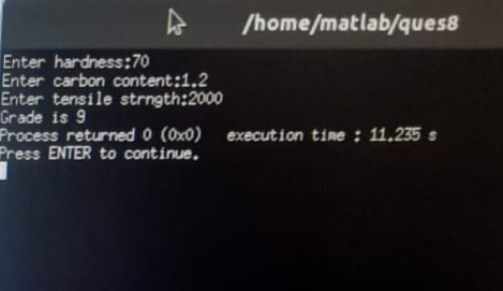 /home/matlab/ques8
Enter hardness:70
Enter carbon content:1.2
Enter tensile strngth:2000
Grade is 9
Process returned 0 (0x0)   execution time : 11.235 s
Press ENTER to continue.